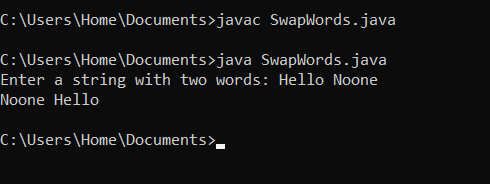 C:\Users\Home\Documents>javac SwapWords.java
C:\Users\Home\Documents>java SwapWords.java
Enter a string with two words: Hello Noone
Noone Hello
C:\Users\Home\Documents>